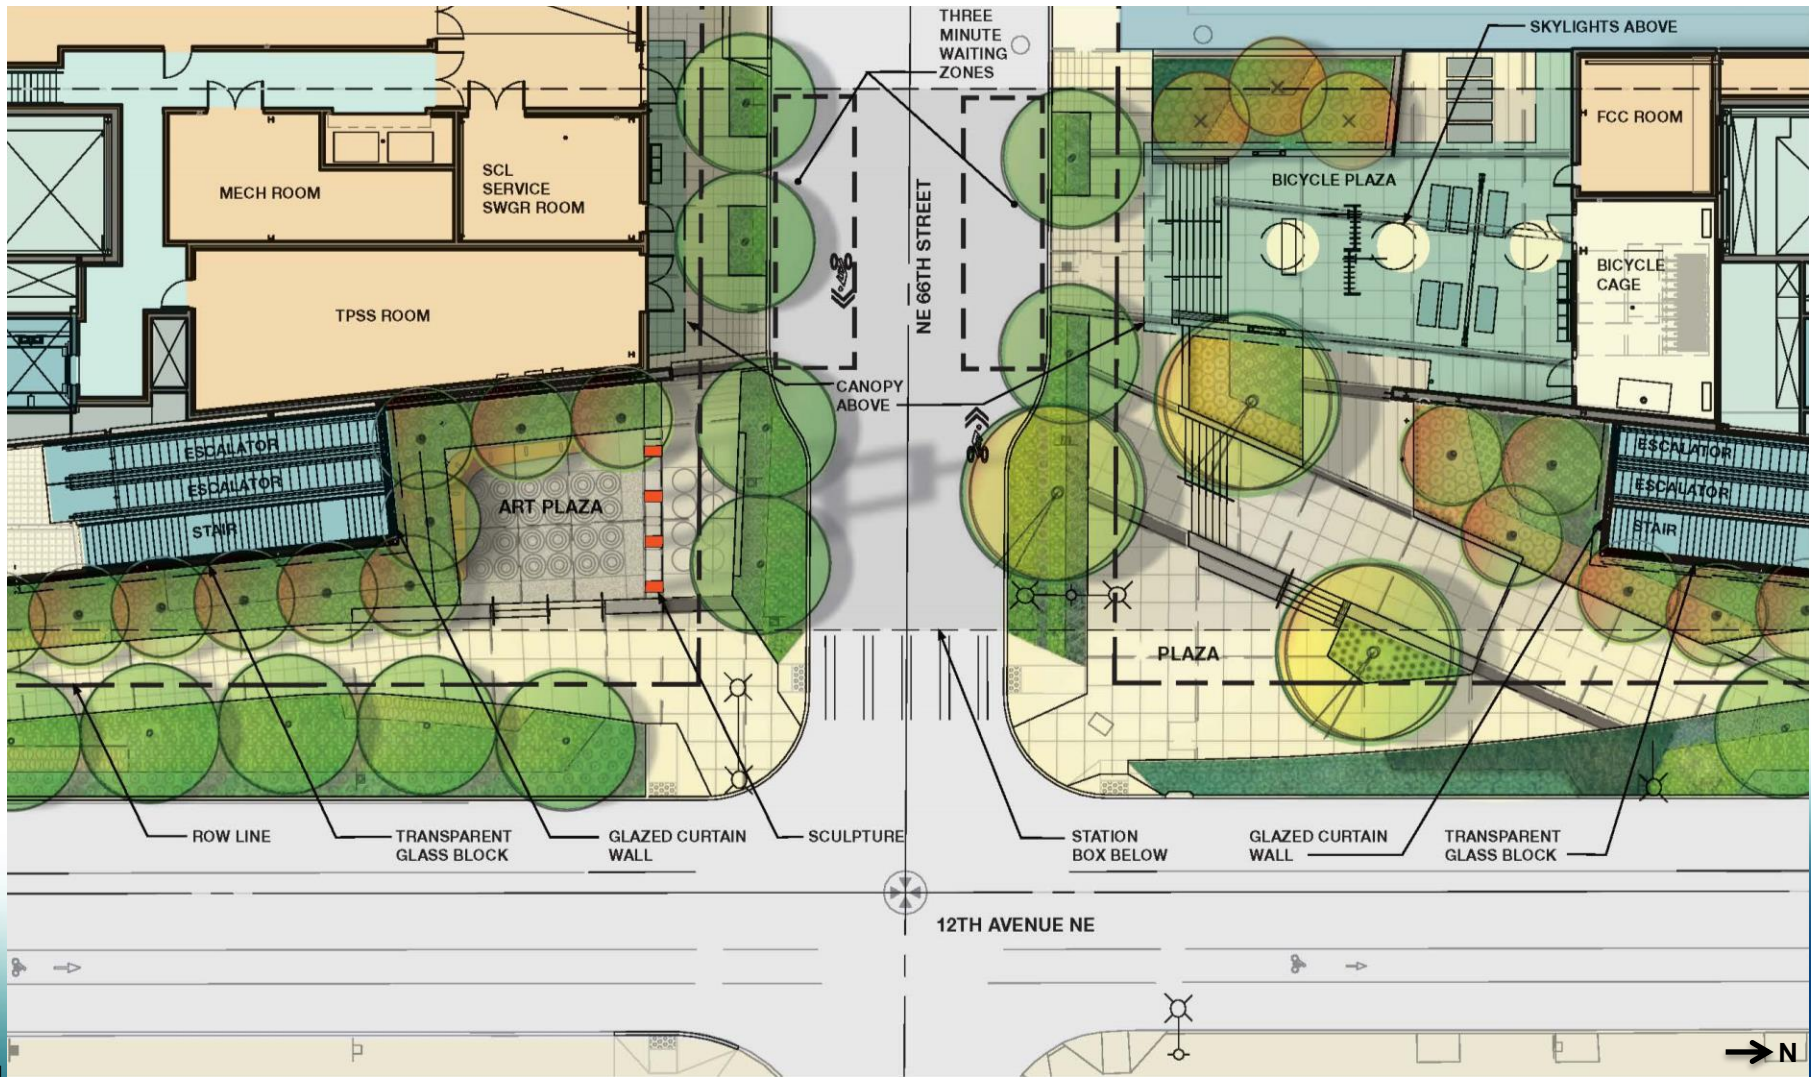 THREE
MINUTE
WAITING
ZONES
SKYLIGHTS ABOVE
FCC ROOM
MECH ROOM
SCL
SERVICE
SWGR ROOM
BICYCLE PLAZA
NE 66TH STREET
BICYCLE
CAGE
TPSS ROOM
CANOPY
ABOVE
ESCALATOR
ESCALATOR
STAIR
ART PLAZA
ESCALATOR
ESCALATOR
STAIR
PLAZA
ROW LINE
TRANSPARENT
GLASS BLOCK
GLAZED CURTAIN
WALL
SCULPTURE
STATION
BOX BELOW
GLAZED CURTAIN
WALL
TRANSPARENT
GLASS BLOCK
12TH AVENUE NE
N